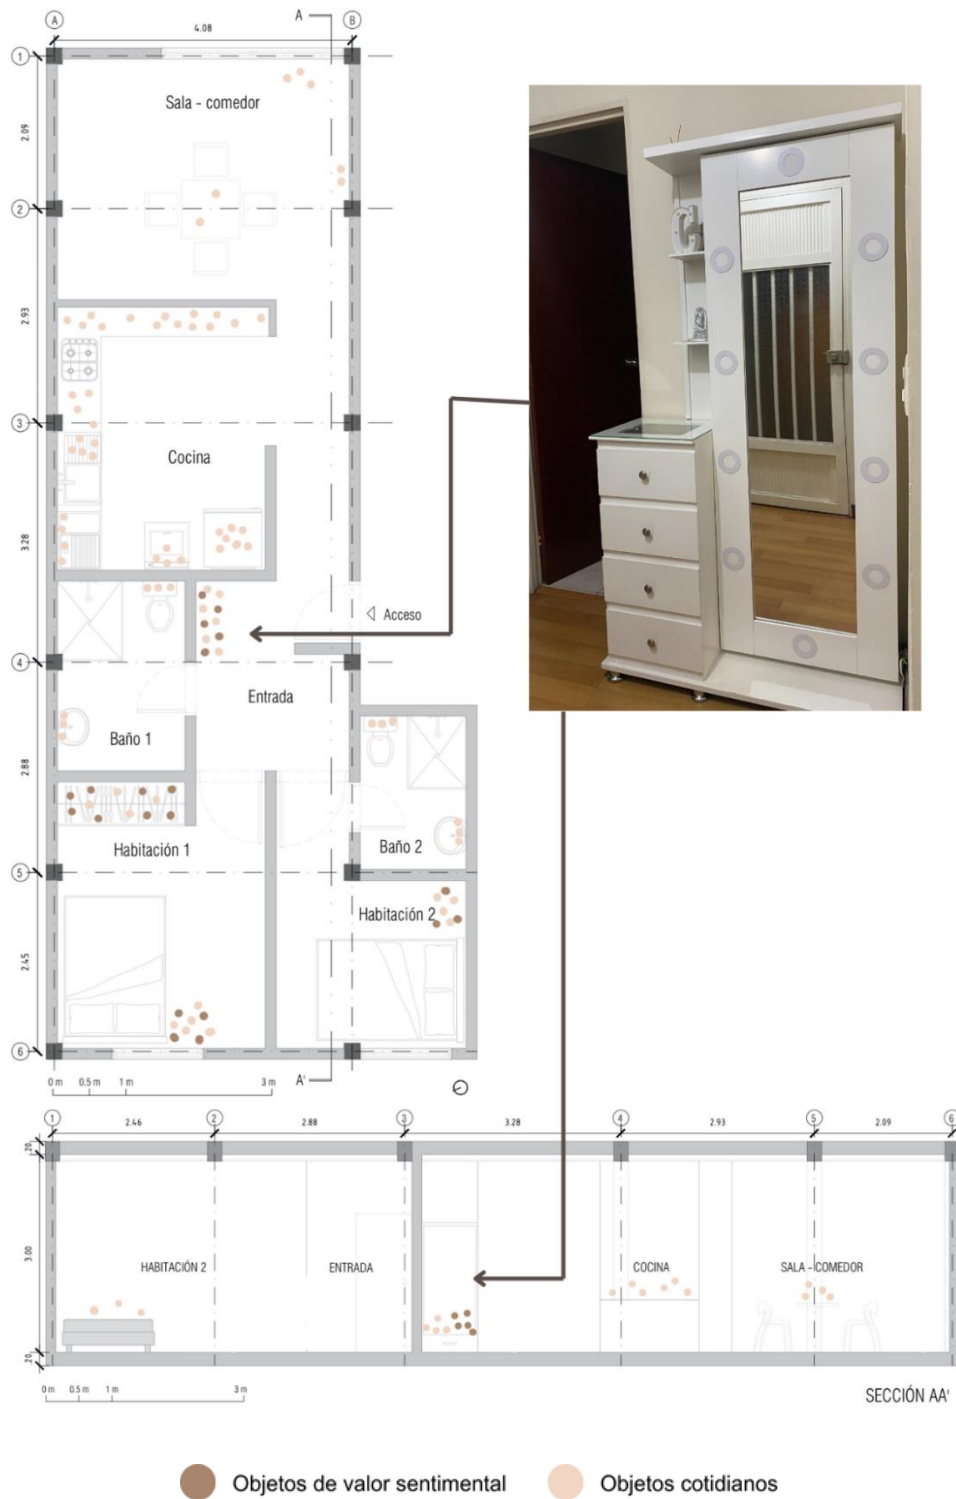 A
B
A
4.08
1
Sala - comedor
2.09
2
2.93
3
Cocina
3.28
Acceso
4
Entrada
Baño 1
2.88
Baño 2
Habitación 1
5
Habitación 2
2.45
6
A'
0 m 0.5 m 1 m 3 m
1 2 3 4 5 6
2.46 2.88 3.28 2.93 2.09
.20
3.00
HABITACIÓN 2 ENTRADA COCINA SALA - COMEDOR
.20
0 m 0.5 m 1 m 3 m
SECCIÓN AA'
Objetos de valor sentimental Objetos cotidianos